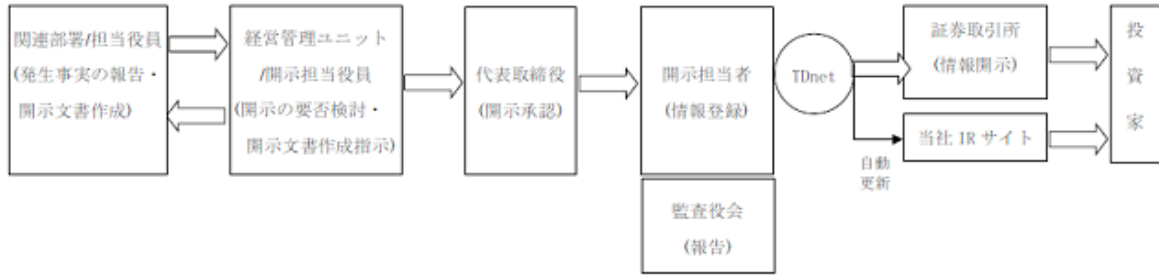 関連部署/担当役員
(発生事実の報告・
開示文書作成)
経営管理ユニット
/開示担当役員
(開示の要否検討・
開示文書作成指示)
代表取締役
(開示承認)
開示担当者
(情報登録)
監査役会
(報告)
TDnet
証券取引所
(情報開示)
自動
更新
当社 IR サイト
投
資
家